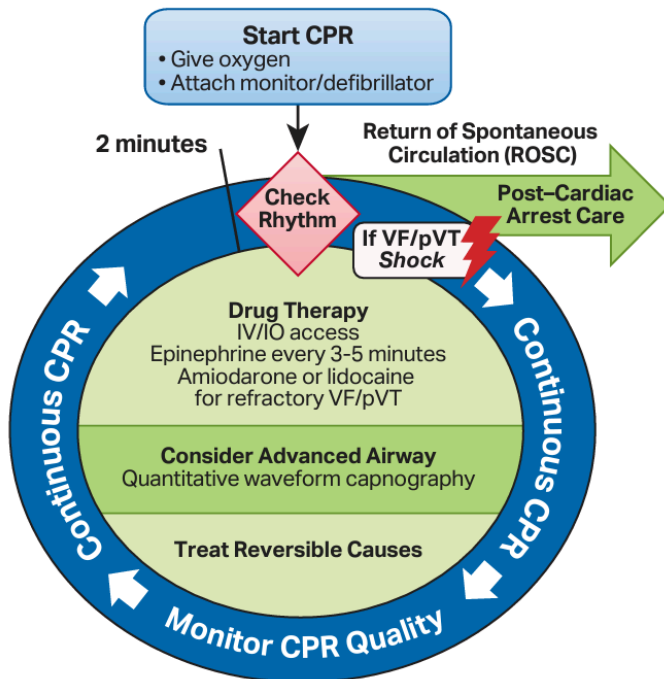 Start CPR
• Give oxygen
• Attach monitor/defibrillator
2 minutes
Return of Spontaneous
Circulation (ROSC)
Post–Cardiac
Arrest Care
Check
Rhythm
If VF/pVT
Shock
Drug Therapy
IV/IO access
Epinephrine every 3-5 minutes
Amiodarone or lidocaine
for refractory VF/pVT
Consider Advanced Airway
Quantitative waveform capnography
Treat Reversible Causes
Continuous CPR
Continuous CPR
Monitor CPR Quality